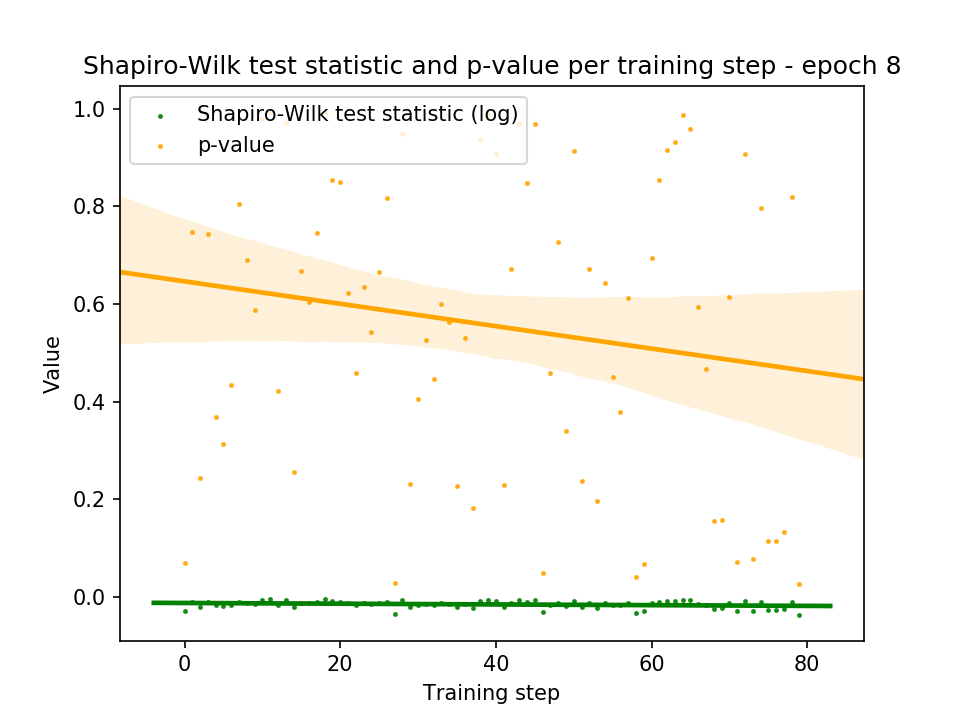 Shapiro-Wilk test statistic and p-value per training step - epoch 8
Shapiro-Wilk test statistic (log)
p-value
1.0
0.8
0.6
0.4
0.2
0.0
Value
0 20 40 60 80
Training step